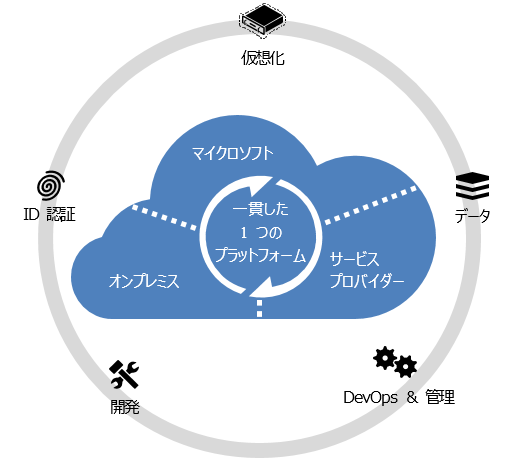 仮想化
マイクロソフト
ID 認証
データ
一貫した
1 つの
プラットフォーム
オンプレミス
サービス
プロバイダー
開発
DevOps & 管理